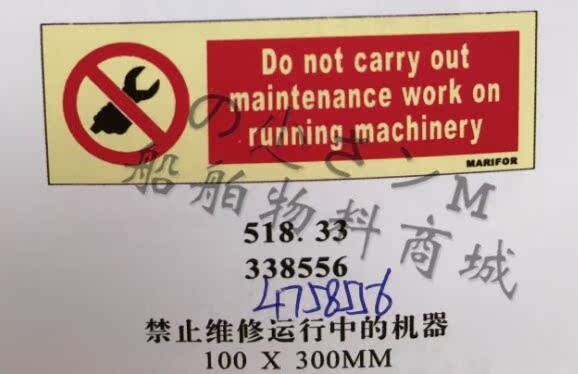 Do not carry out
maintenance work on
running machinery
MARIFOR
船舶物料商城
518. 33
338556
475856
禁止维修运行中的机器
100 X 300MM